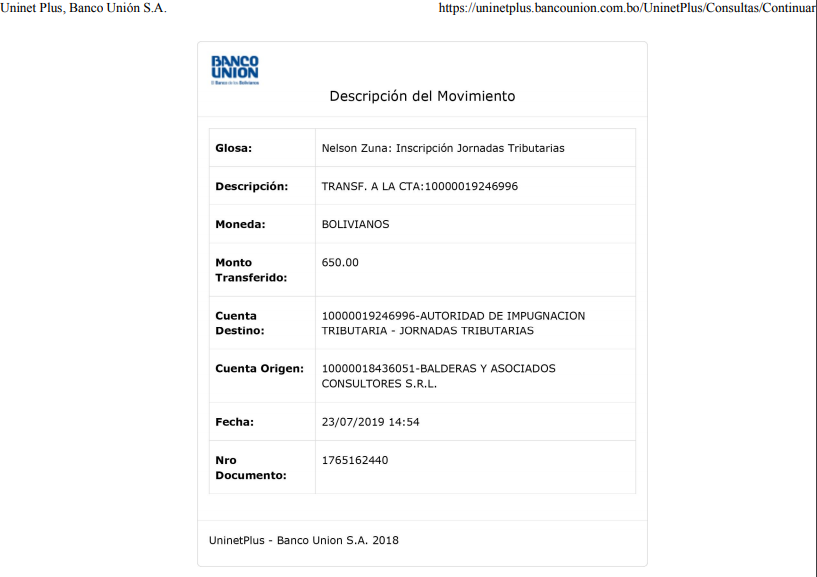 Uninet Plus, Banco Unión S.A.
https://uninetplus.bancounion.com.bo/UninetPlus/Consultas/Continuar
BANCO
UNION
El Banco de los Bolivianos
Descripción del Movimiento
Glosa:
Nelson Zuna: Inscripción Jornadas Tributarias
Descripción:
TRANSF. A LA CTA:10000019246996
Moneda:
BOLIVIANOS
Monto
Transferido:
650.00
Cuenta
Destino:
10000019246996-AUTORIDAD DE IMPUGNACION
TRIBUTARIA - JORNADAS TRIBUTARIAS
Cuenta Origen:
10000018436051-BALDERAS Y ASOCIADOS
CONSULTORES S.R.L.
Fecha:
23/07/2019 14:54
Nro
Documento:
1765162440
UninetPlus - Banco Union S.A. 2018